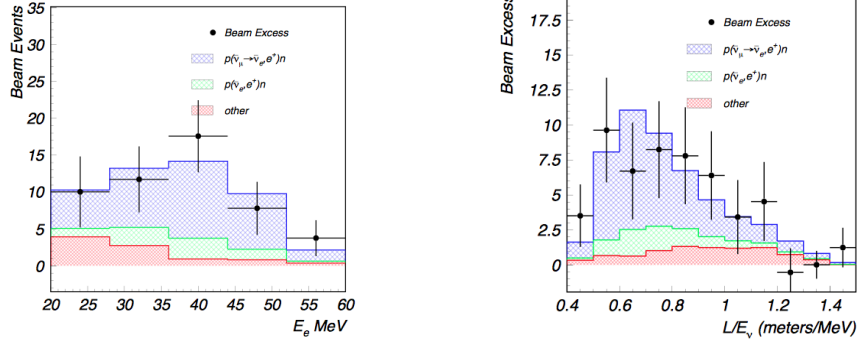 35
30
25
20
15
10
5
0
Beam Events
Beam Excess
p(ν̄μ→ν̄e,e⁺)n
p(ν̄e,e⁺)n
other
20 25 30 35 40 45 50 55 60
Ee MeV
17.5
15
12.5
10
7.5
5
2.5
0
Beam Excess
Beam Excess
p(ν̄μ→ν̄e,e⁺)n
p(ν̄e,e⁺)n
other
0.4 0.6 0.8 1 1.2 1.4
L/Eν (meters/MeV)